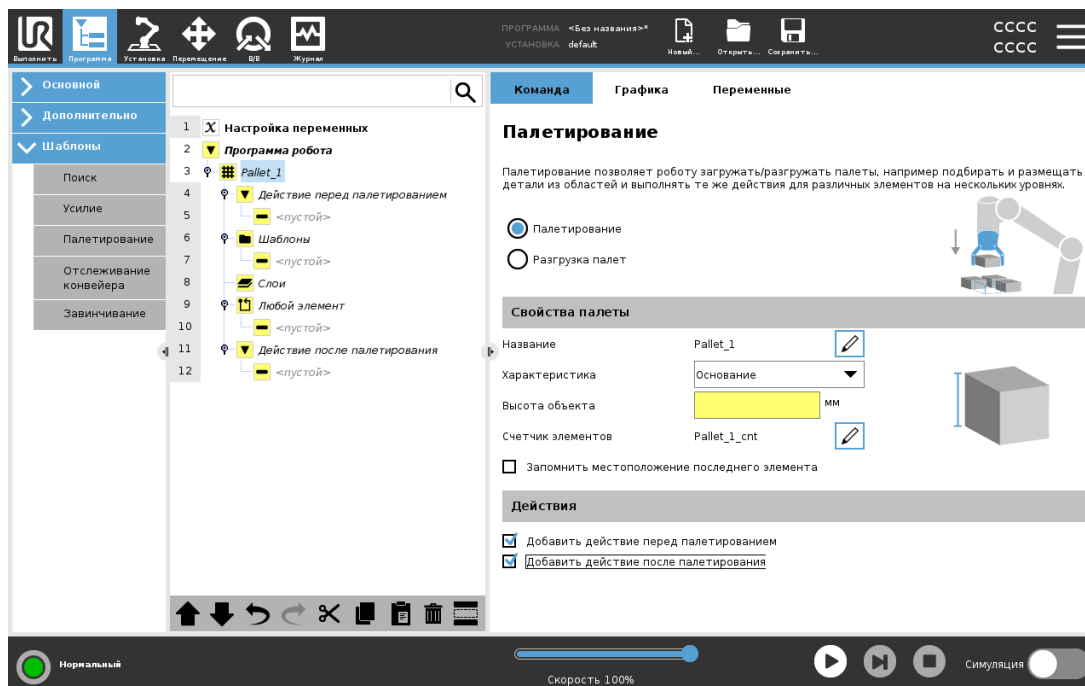 ПРОГРАММА <Без названия>*
УСТАНОВКА default
Выполнить Программа Установка Перемещение В/В Журнал
Новый... Открыть... Сохранить...
CCCC
CCCC
Основной
Дополнительно
Шаблоны
Поиск
Усилие
Палетирование
Отслеживание
конвейера
Завинчивание
1 Настройка переменных
2 Программа робота
3 Pallet_1
4 Действие перед палетированием
5 <пустой>
6 Шаблоны
7 <пустой>
8 Слои
9 Любой элемент
10 <пустой>
11 Действие после палетирования
12 <пустой>
Команда Графика Переменные
Палетирование
Палетирование позволяет роботу загружать/разгружать палеты, например подбирать и размещать
детали из областей и выполнять те же действия для различных элементов на нескольких уровнях.
Палетирование
Разгрузка палет
Свойства палеты
Название Pallet_1
Характеристика Основание
Высота объекта мм
Счетчик элементов Pallet_1_cnt
Запомнить местоположение последнего элемента
Действия
Добавить действие перед палетированием
Добавить действие после палетирования
Нормальный
Скорость 100%
Симуляция